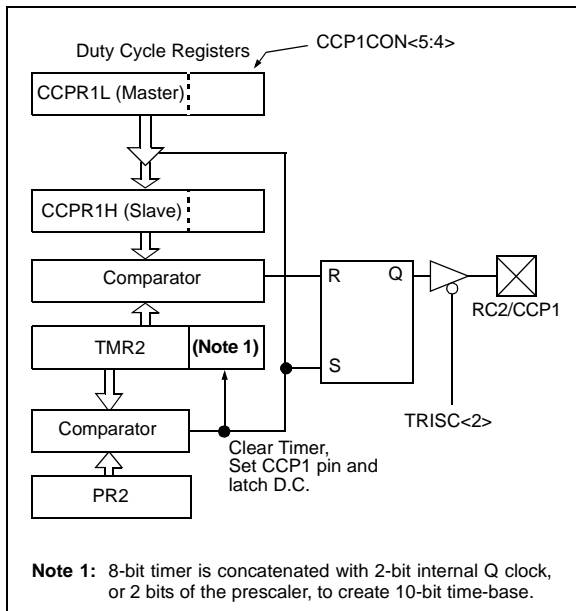 Duty Cycle Registers
CCP1CON<5:4>
CCPR1L (Master)
CCPR1H (Slave)
Comparator
R
Q
RC2/CCP1
TMR2
(Note 1)
S
TRISC<2>
Comparator
Clear Timer,
Set CCP1 pin and
latch D.C.
PR2
Note 1: 8-bit timer is concatenated with 2-bit internal Q clock,
or 2 bits of the prescaler, to create 10-bit time-base.